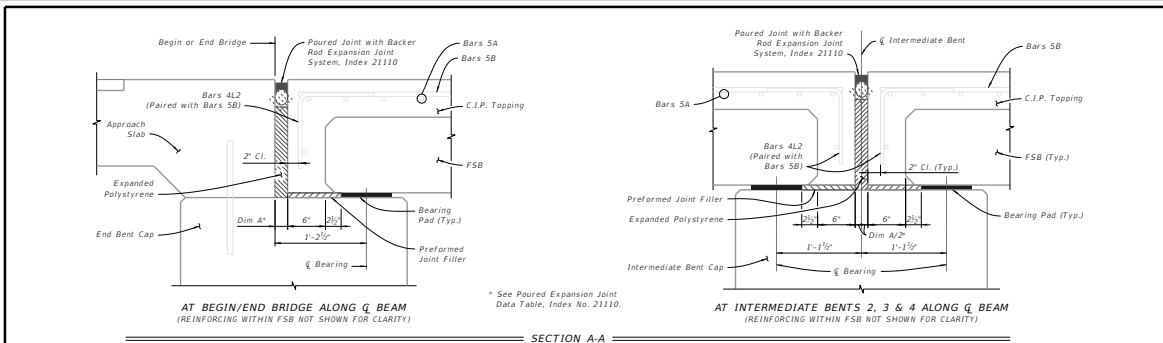 Begin or End Bridge
Poured Joint with Backer
Rod Expansion Joint
System, Index 21110
Bars 5A
Bars 5B
Bars 4L2
(Paired with Bars 5B)
C.I.P. Topping
Approach
Slab
2" Cl.
FSB
Expanded
Polystyrene
Dim A*
6"
2½"
Bearing
Pad (Typ.)
End Bent Cap
1'-2½"
Preformed
Joint Filler
℄ Bearing
AT BEGIN/END BRIDGE ALONG ℄ BEAM
(REINFORCING WITHIN FSB NOT SHOWN FOR CLARITY)
* See Poured Expansion Joint
Data Table, Index No. 21110.
Poured Joint with Backer
Rod Expansion Joint
System, Index 21110
℄ Intermediate Bent
Bars 5B
Bars 5A
C.I.P. Topping
Bars 4L2
(Paired with
Bars 5B)
FSB (Typ.)
2" Cl. (Typ.)
Preformed Joint Filler
Expanded Polystyrene
2½"
6"
6"
2½"
Bearing Pad (Typ.)
Dim A/2*
1'-1½"
1'-1½"
Intermediate Bent Cap
℄ Bearing
AT INTERMEDIATE BENTS 2, 3 & 4 ALONG ℄ BEAM
(REINFORCING WITHIN FSB NOT SHOWN FOR CLARITY)
SECTION A-A